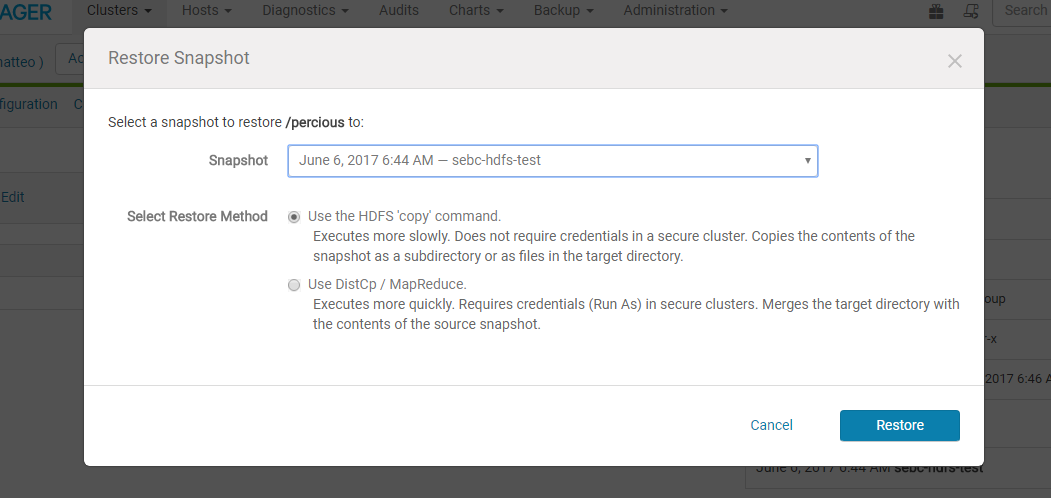 AGER Clusters Hosts Diagnostics Audits Charts Backup Administration Search
atteo )
Restore Snapshot
figuration
Select a snapshot to restore /percious to:
Snapshot June 6, 2017 6:44 AM — sebc-hdfs-test
Edit
Select Restore Method Use the HDFS 'copy' command.
Executes more slowly. Does not require credentials in a secure cluster. Copies the contents of the
snapshot as a subdirectory or as files in the target directory.
Use DistCp / MapReduce.
Executes more quickly. Requires credentials (Run As) in secure clusters. Merges the target directory with
the contents of the source snapshot.
oup
r-x
2017 6:46 A
Cancel Restore
June 6, 2017 6:44 AM sebc-hdfs-test